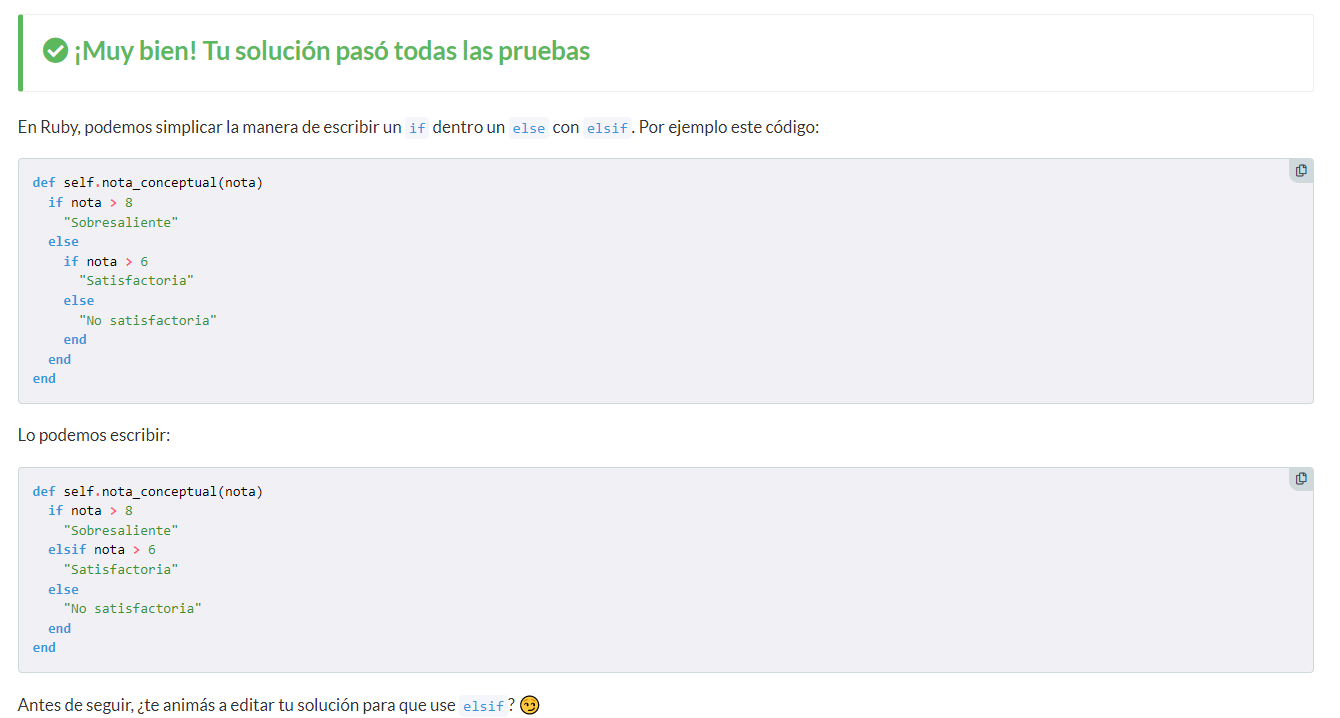 ¡Muy bien! Tu solución pasó todas las pruebas
En Ruby, podemos simplicar la manera de escribir un if dentro un else con elsif. Por ejemplo este código:
def self.nota_conceptual(nota)
  if nota > 8
    "Sobresaliente"
  else
    if nota > 6
      "Satisfactoria"
    else
      "No satisfactoria"
    end
  end
end
Lo podemos escribir:
def self.nota_conceptual(nota)
  if nota > 8
    "Sobresaliente"
  elsif nota > 6
    "Satisfactoria"
  else
    "No satisfactoria"
  end
end
Antes de seguir, ¿te animás a editar tu solución para que use elsif? 😏